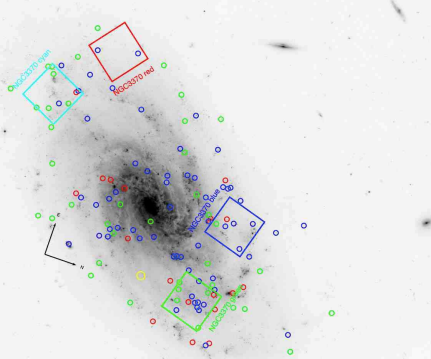 NGC3370 cyan
NGC3370 red
NGC3370 blue
NGC3370 green
E
N